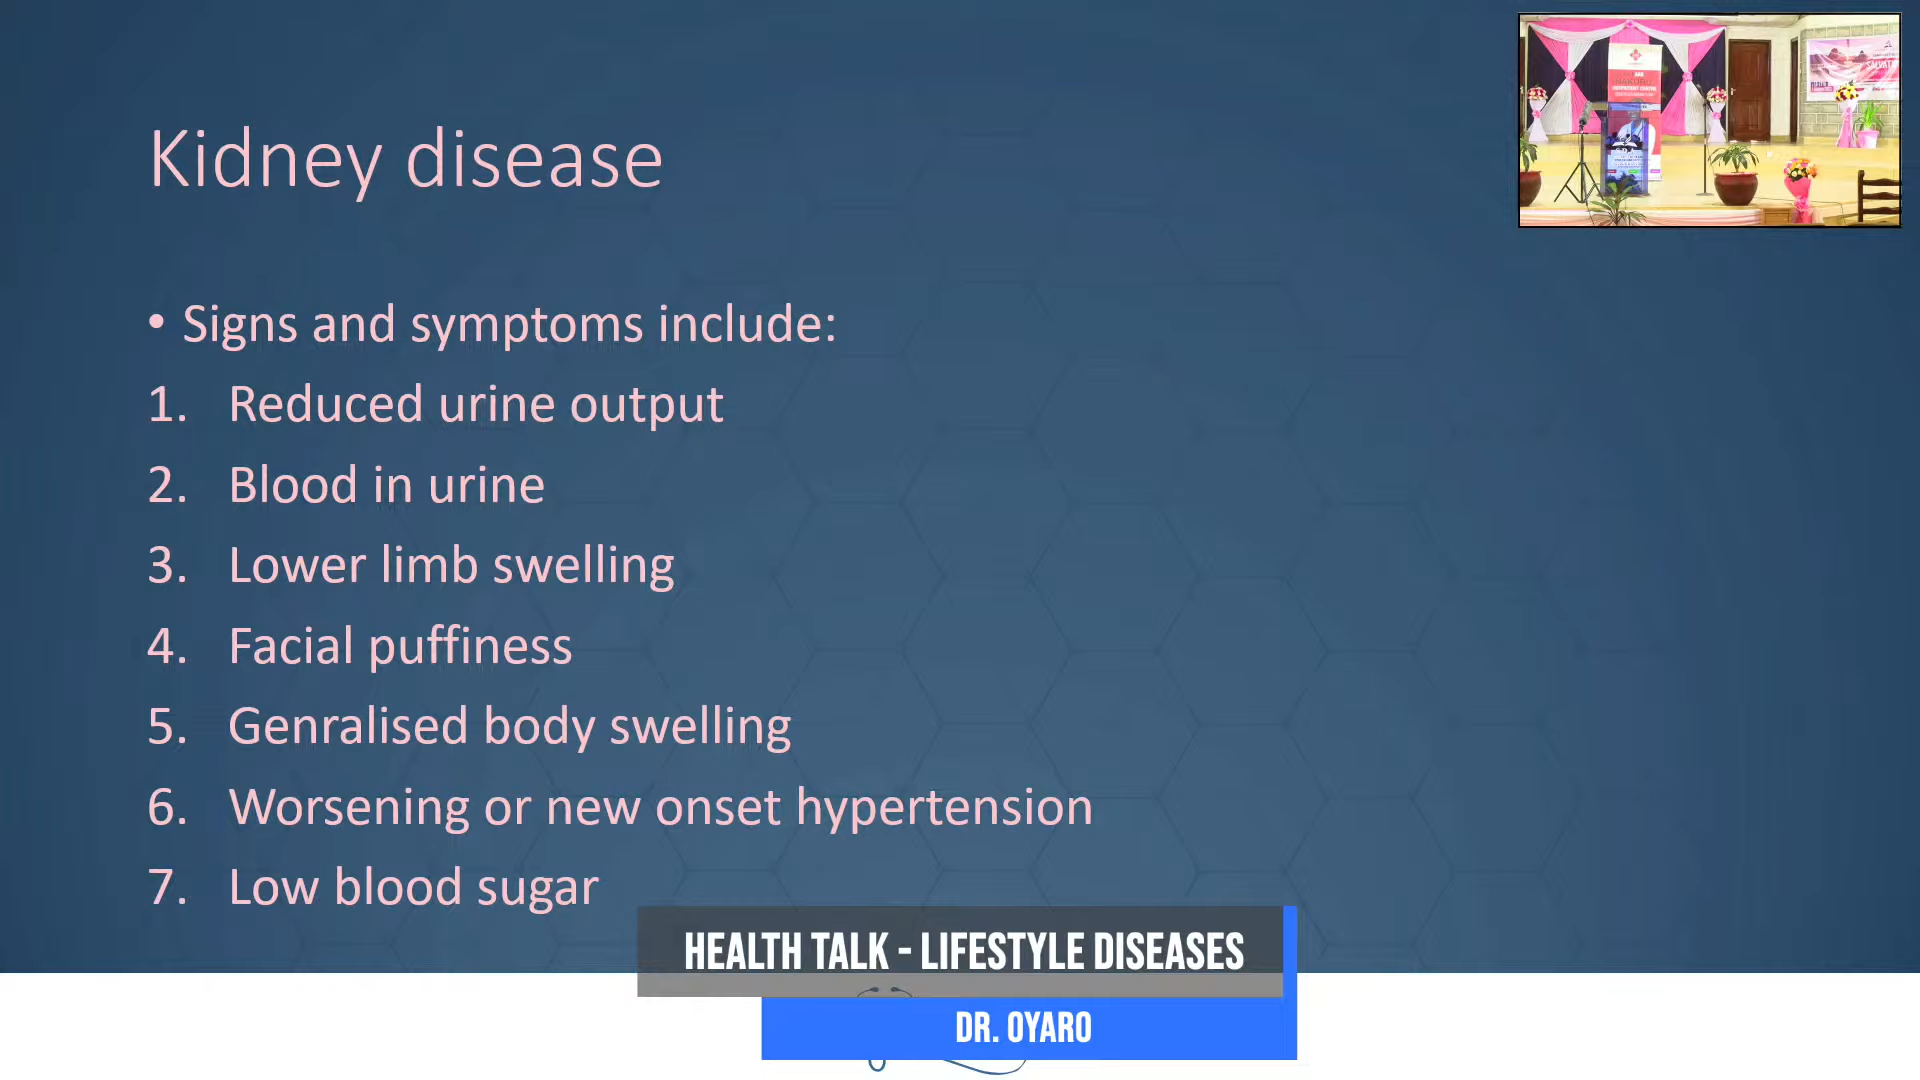 Kidney disease
• Signs and symptoms include:
1. Reduced urine output
2. Blood in urine
3. Lower limb swelling
4. Facial puffiness
5. Genralised body swelling
6. Worsening or new onset hypertension
7. Low blood sugar
HEALTH TALK - LIFESTYLE DISEASES
DR. OYARO